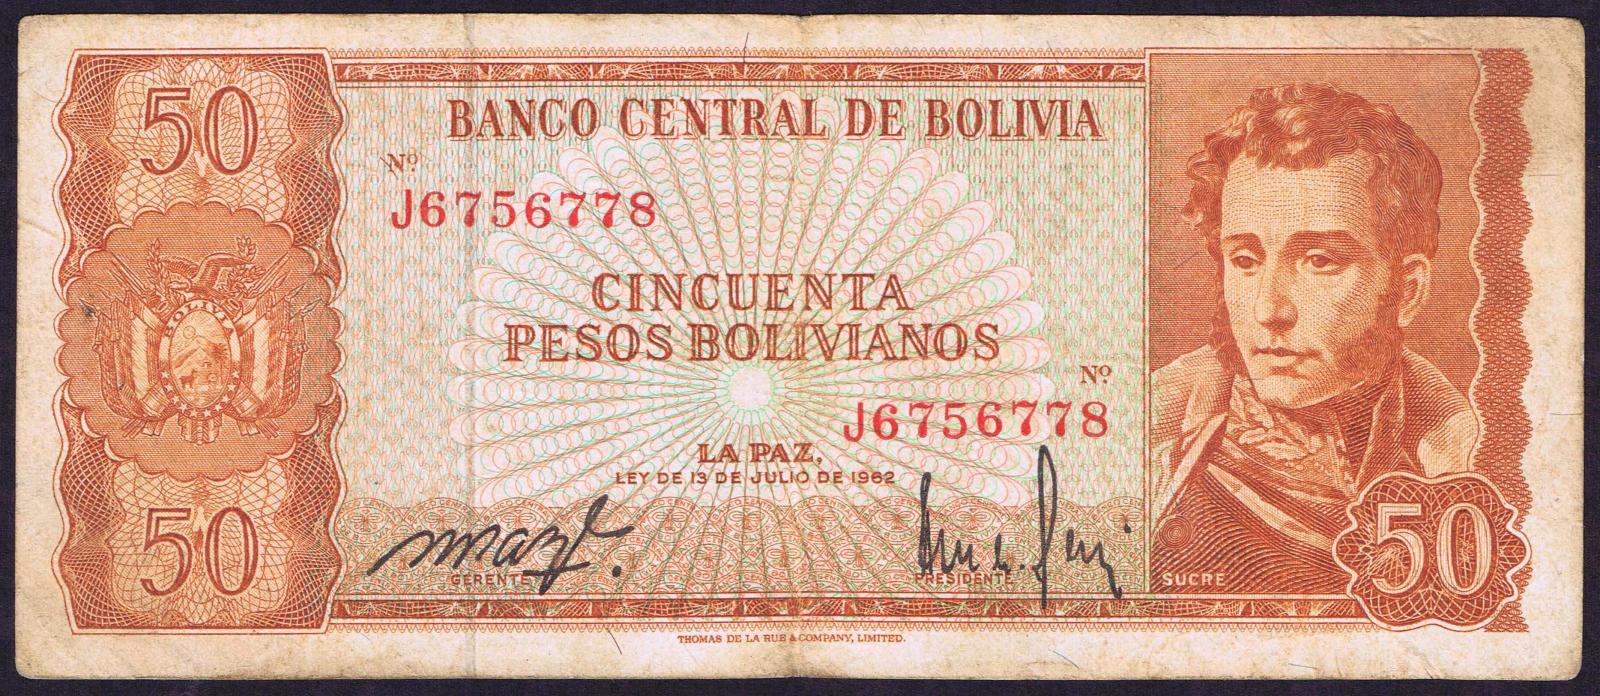 50
BANCO CENTRAL DE BOLIVIA
Nº
J6756778
CINCUENTA
PESOS BOLIVIANOS
BOLIVIA
Nº
J6756778
LA PAZ,
LEY DE 13 DE JULIO DE 1962
50
GERENTE
PRESIDENTE
SUCRE
50
THOMAS DE LA RUE & COMPANY, LIMITED.